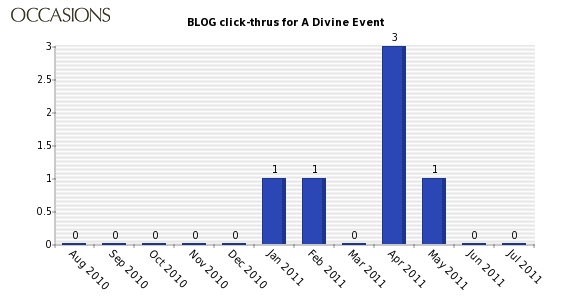 OCCASIONS
BLOG click-thrus for A Divine Event
3
2.5
2
1.5
1
0.5
0
0 0 0 0 0 1 1 0 3 1 0 0
Aug 2010 Sep 2010 Oct 2010 Nov 2010 Dec 2010 Jan 2011 Feb 2011 Mar 2011 Apr 2011 May 2011 Jun 2011 Jul 2011